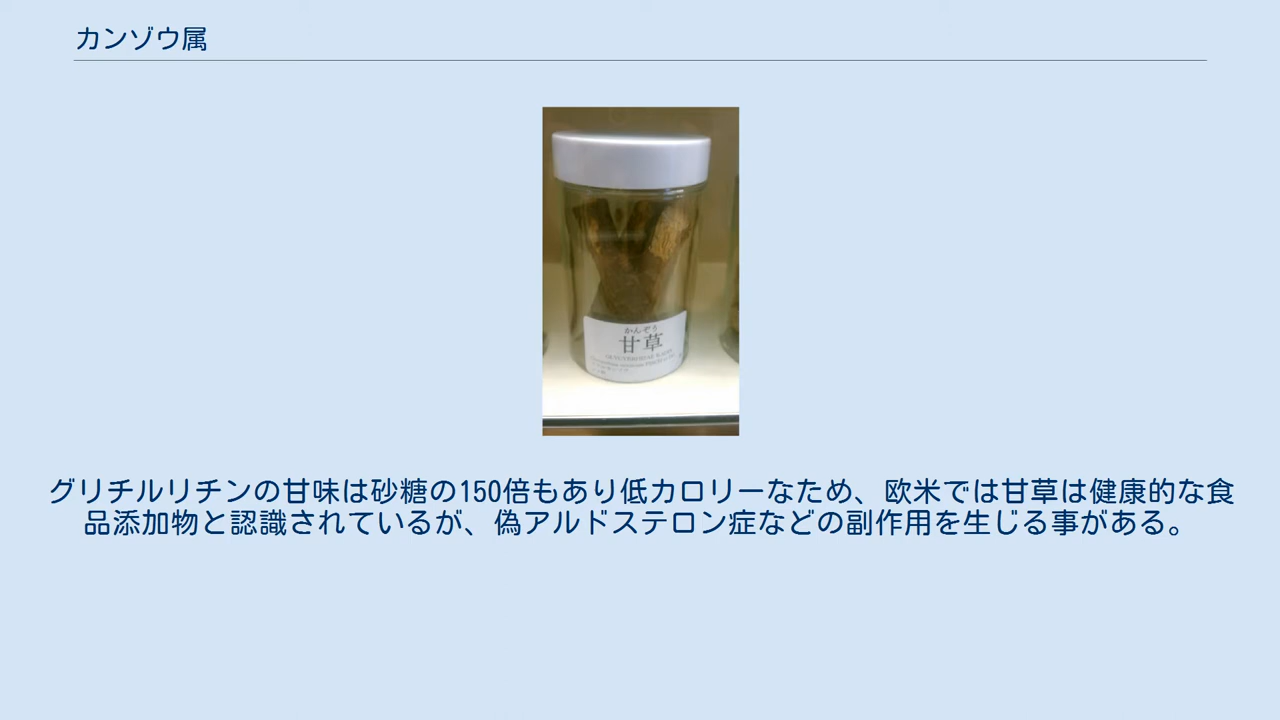 カンゾウ属
かんぞう
甘草
グリチルリチンの甘味は砂糖の150倍もあり低カロリーなため、欧米では甘草は健康的な食
品添加物と認識されているが、偽アルドステロン症などの副作用を生じる事がある。